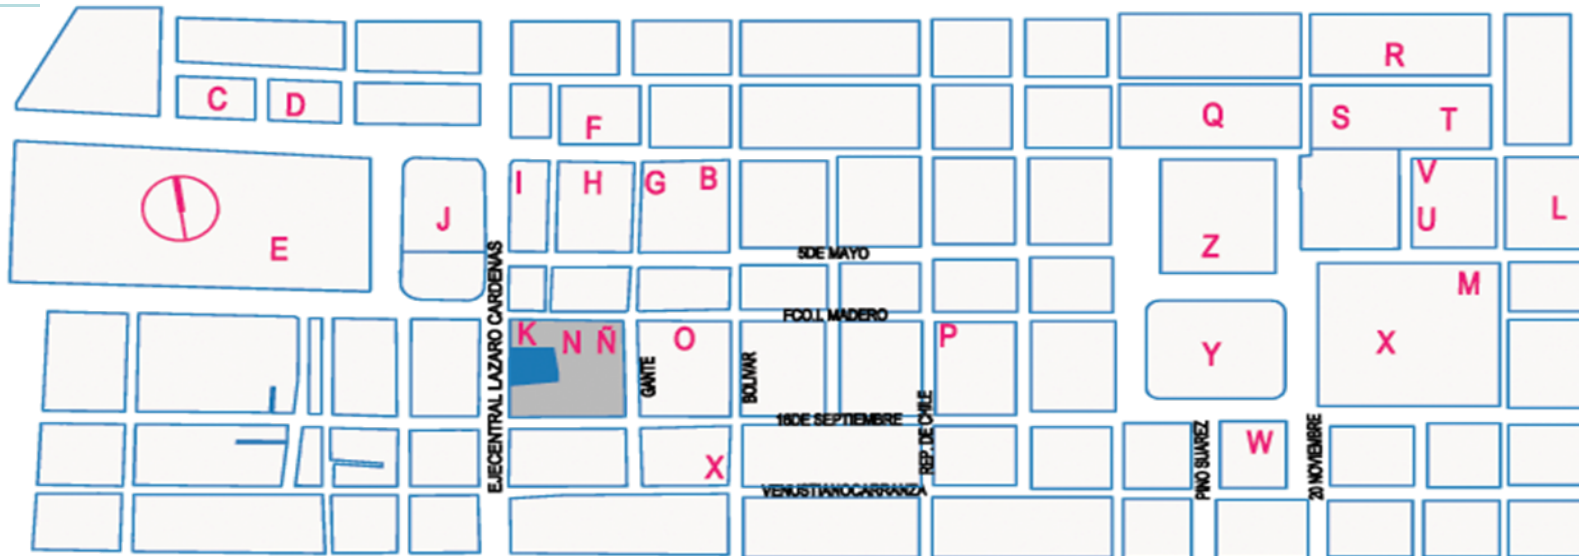 R
C
D
Q
S
T
F
I
H
G
B
V
J
U
L
E
Z
5DE MAYO
M
EJECENTRAL LAZARO CARDENAS
FCO.I. MADERO
K
N
Ñ
O
P
Y
X
GANTE
BOLIVAR
16DE SEPTIEMBRE
REP. DE CHILE
PINO SUAREZ
W
20 NOVIEMBRE
X
VENUSTIANOCARRANZA